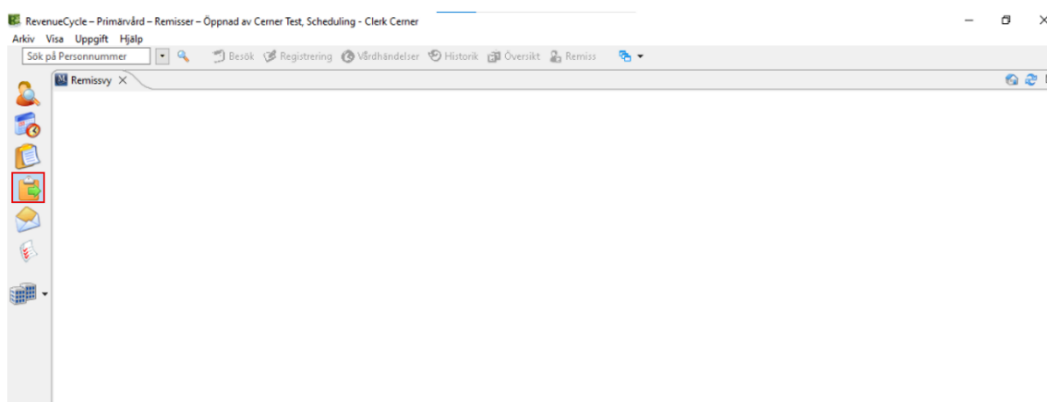 RevenueCycle – Primärvård – Remisser – Öppnad av Cerner Test, Scheduling - Clerk Cerner
Arkiv Visa Uppgift Hjälp
Sök på Personnummer Besök Registrering Vårdhändelser Historik Översikt Remiss
Remissvy